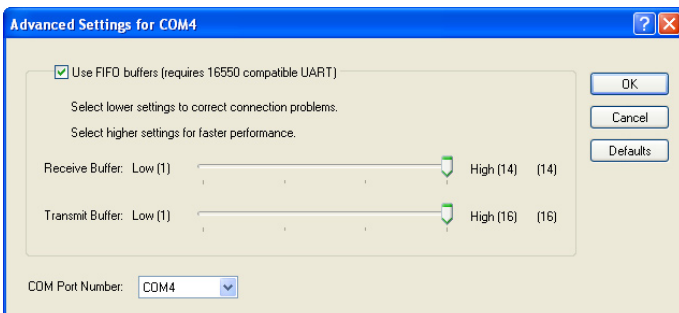 Advanced Settings for COM4
Use FIFO buffers (requires 16550 compatible UART)
OK
Select lower settings to correct connection problems.
Cancel
Select higher settings for faster performance.
Defaults
Receive Buffer: Low (1) High (14) (14)
Transmit Buffer: Low (1) High (16) (16)
COM Port Number: COM4